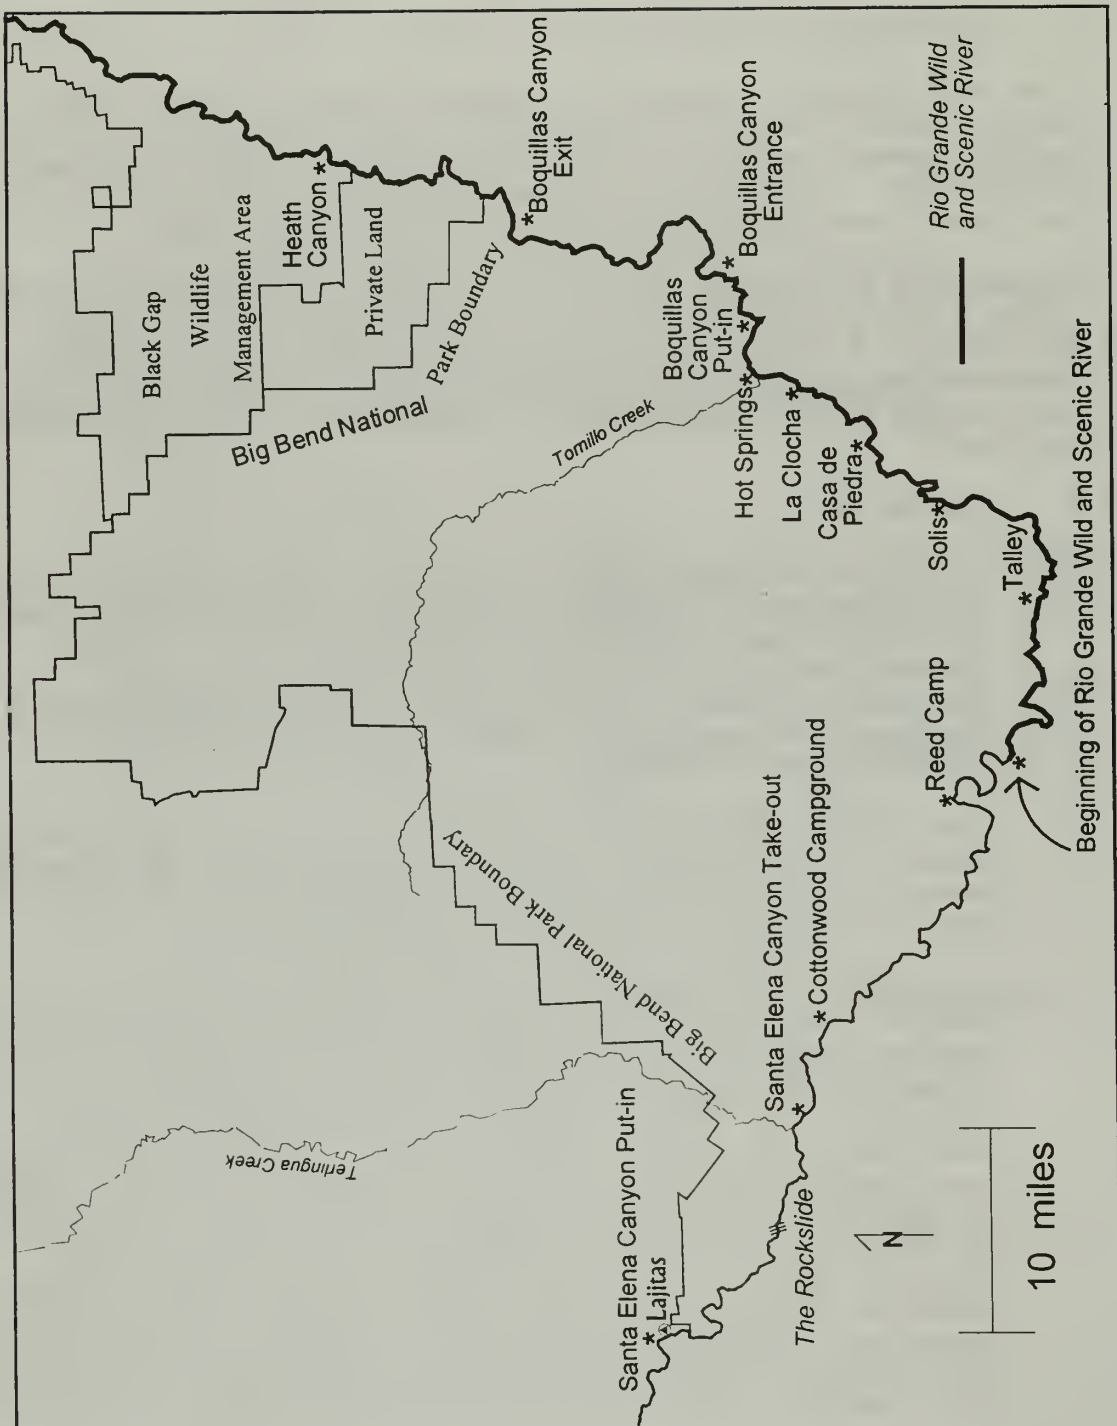 Heath
Canyon
Black Gap
Wildlife
Management Area
Private Land
Big Bend National
Park Boundary
Boquillas Canyon
Exit
Boquillas Canyon
Entrance
Boquillas
Canyon
Put-in
Rio Grande Wild
and Scenic River
Tornillo Creek
Hot Springs
La Clocha
Casa de
Piedra
Solis
Talley
Beginning of Rio Grande Wild and Scenic River
Reed Camp
Cottonwood Campground
Santa Elena Canyon Take-out
Big Bend National Park Boundary
Terlingua Creek
Santa Elena Canyon Put-in
Lajitas
The Rockslide
N
10 miles